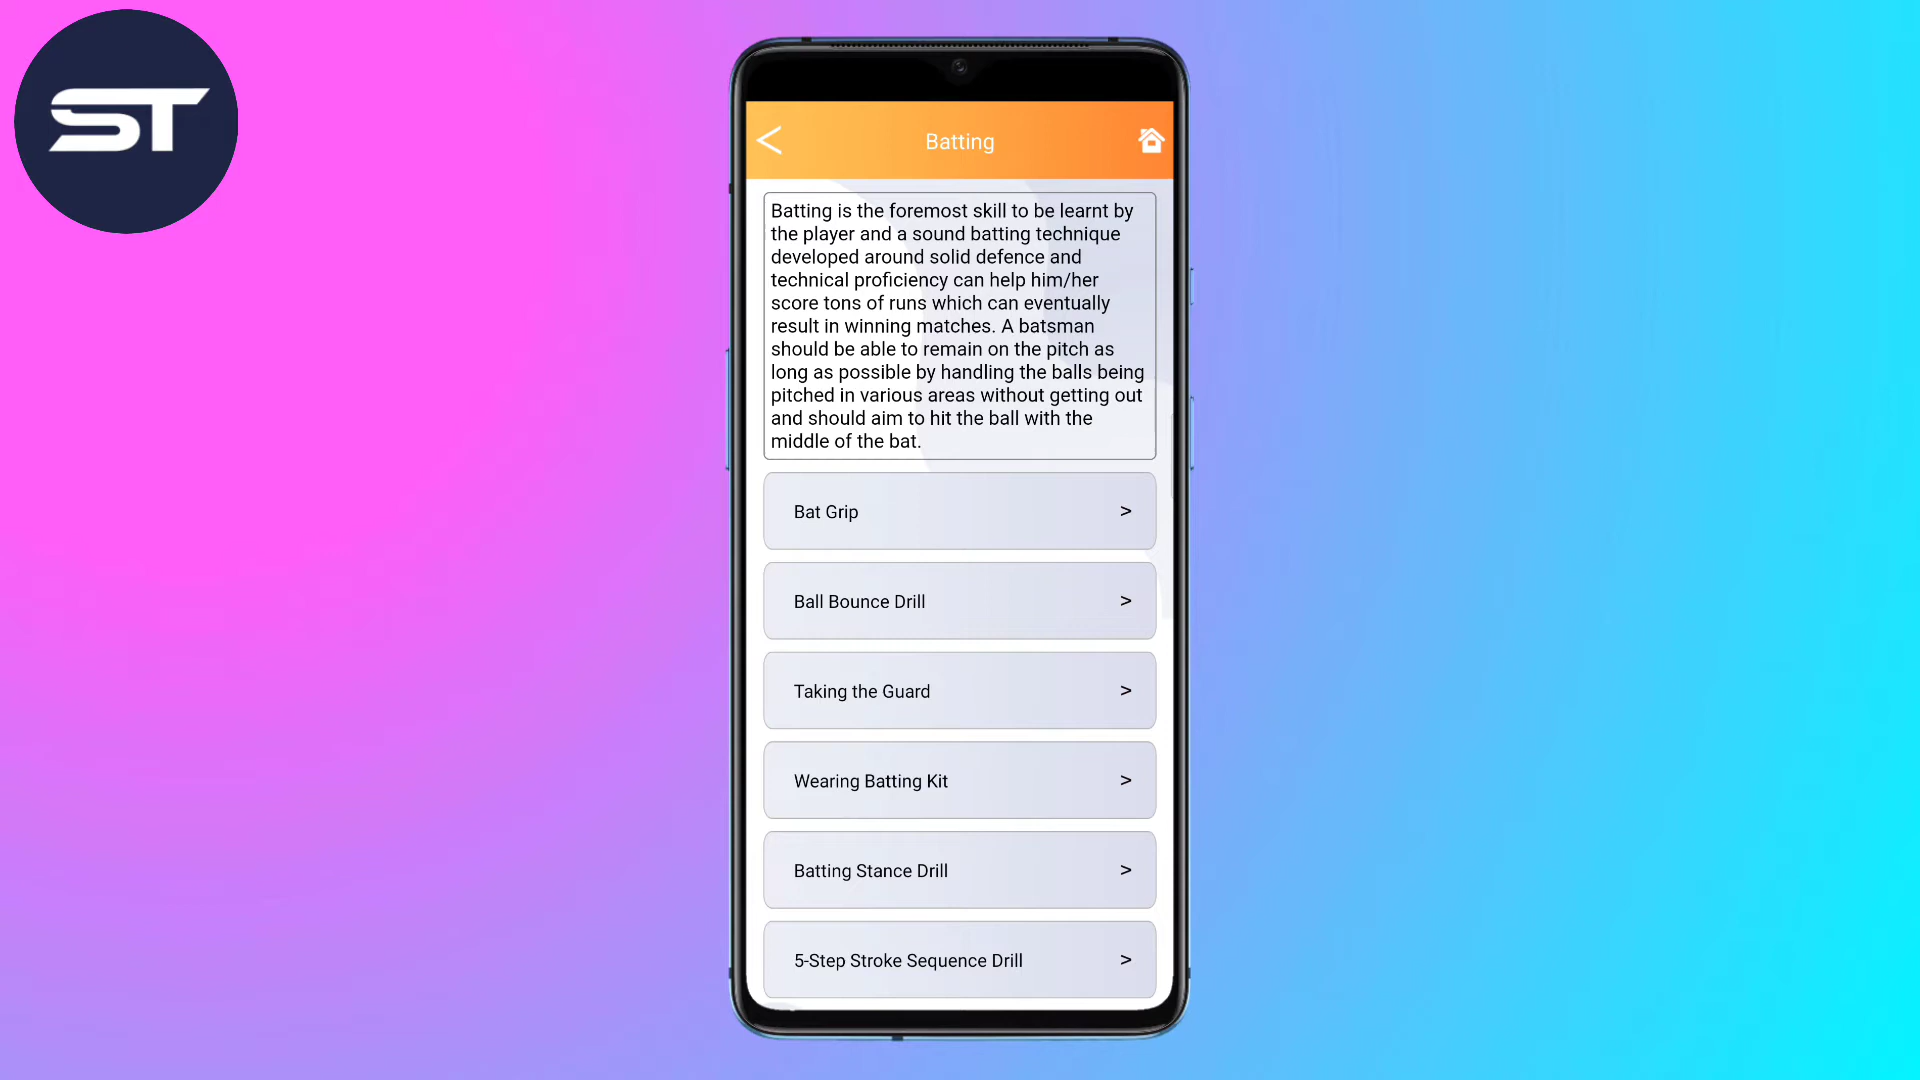 ST
Batting
Batting is the foremost skill to be learnt by
the player and a sound batting technique
developed around solid defence and
technical proficiency can help him/her
score tons of runs which can eventually
result in winning matches. A batsman
should be able to remain on the pitch as
long as possible by handling the balls being
pitched in various areas without getting out
and should aim to hit the ball with the
middle of the bat.
Bat Grip >
Ball Bounce Drill >
Taking the Guard >
Wearing Batting Kit >
Batting Stance Drill >
5-Step Stroke Sequence Drill >